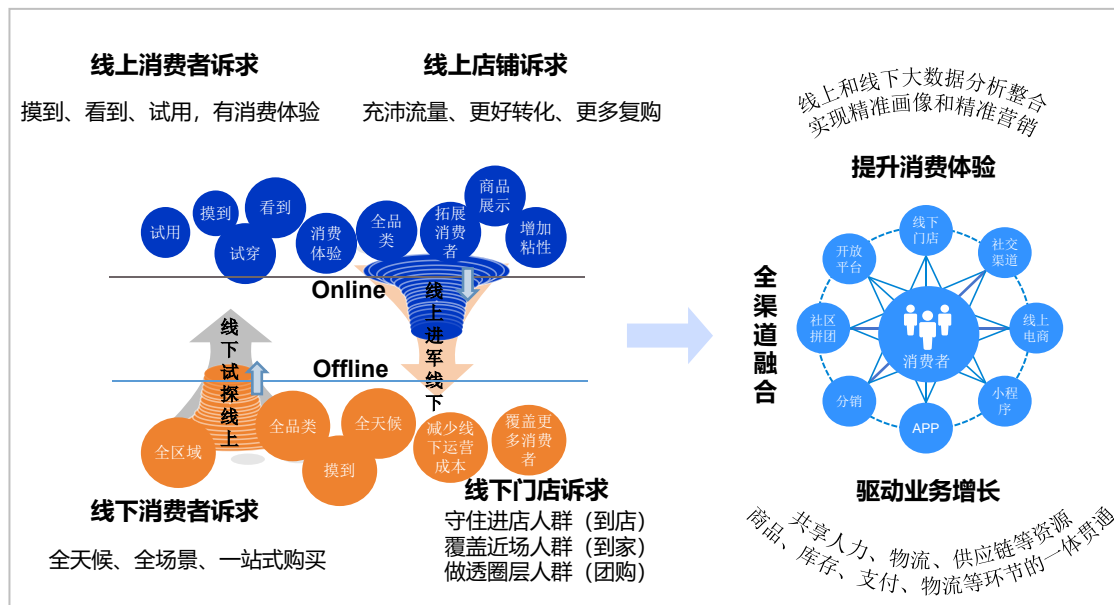 线上消费者诉求
摸到、看到、试用，有消费体验
线上店铺诉求
充沛流量、更好转化、更多复购
试用
摸到
试穿
看到
消费
体验
全品
类
拓展
消费
者
商品
展示
增加
粘性
Online
线上进军线下
Offline
线下试探线上
全区域
全品类
摸到
全天候
减少线
下运营
成本
覆盖更
多消费
者
线下消费者诉求
全天候、全场景、一站式购买
线下门店诉求
守住进店人群（到店）
覆盖近场人群（到家）
做透圈层人群（团购）
全渠道融合
线上和线下大数据分析整合
实现精准画像和精准营销
提升消费体验
线下
门店
社交
渠道
线上
电商
小程
序
APP
分销
社区
拼团
开放
平台
消费者
驱动业务增长
共享人力、物流、供应链等资源
商品、库存、支付、物流等环节的一体贯通